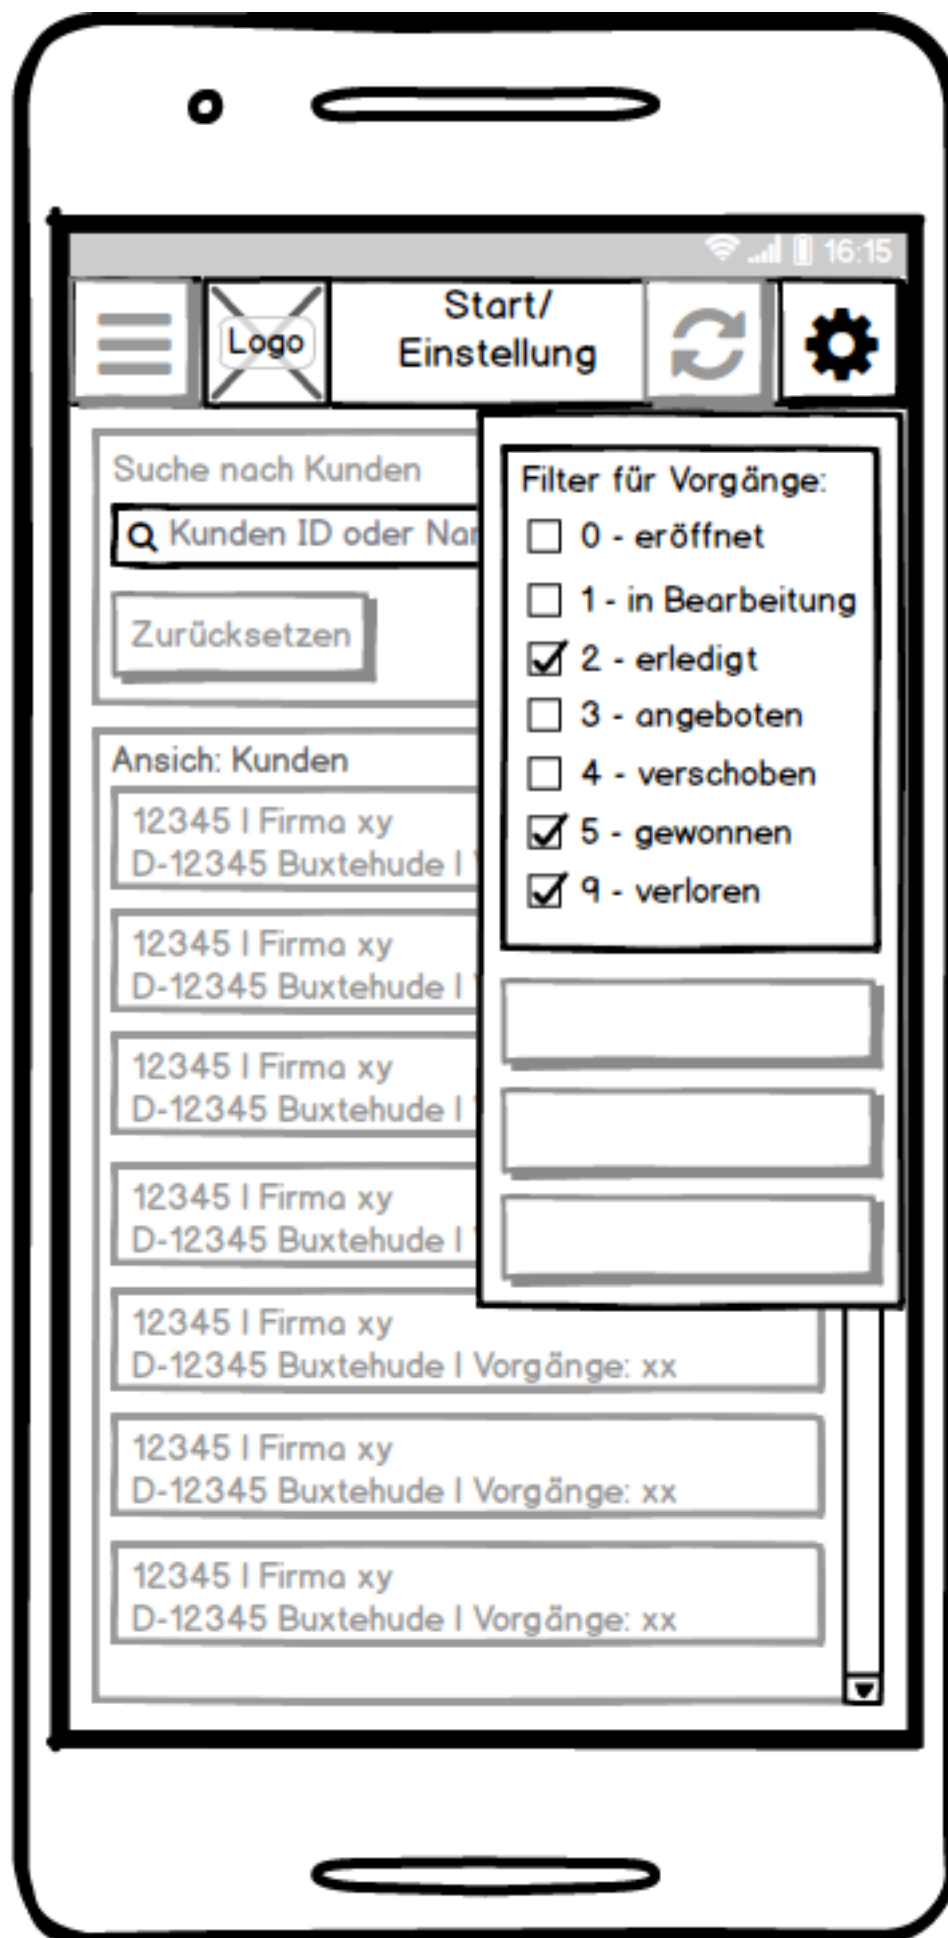 16:15
Logo
Start/
Einstellung
Suche nach Kunden
Kunden ID oder
Zurücksetzen
Filter für Vorgänge:
0 - eröffnet
1 - in Bearbeitung
2 - erledigt
3 - angeboten
4 - verschoben
5 - gewonnen
9 - verloren
Ansich: Kunden
12345 | Firma xy
D-12345 Buxtehude |
12345 | Firma xy
D-12345 Buxtehude |
12345 | Firma xy
D-12345 Buxtehude |
12345 | Firma xy
D-12345 Buxtehude |
12345 | Firma xy
D-12345 Buxtehude | Vorgänge: xx
12345 | Firma xy
D-12345 Buxtehude | Vorgänge: xx
12345 | Firma xy
D-12345 Buxtehude | Vorgänge: xx